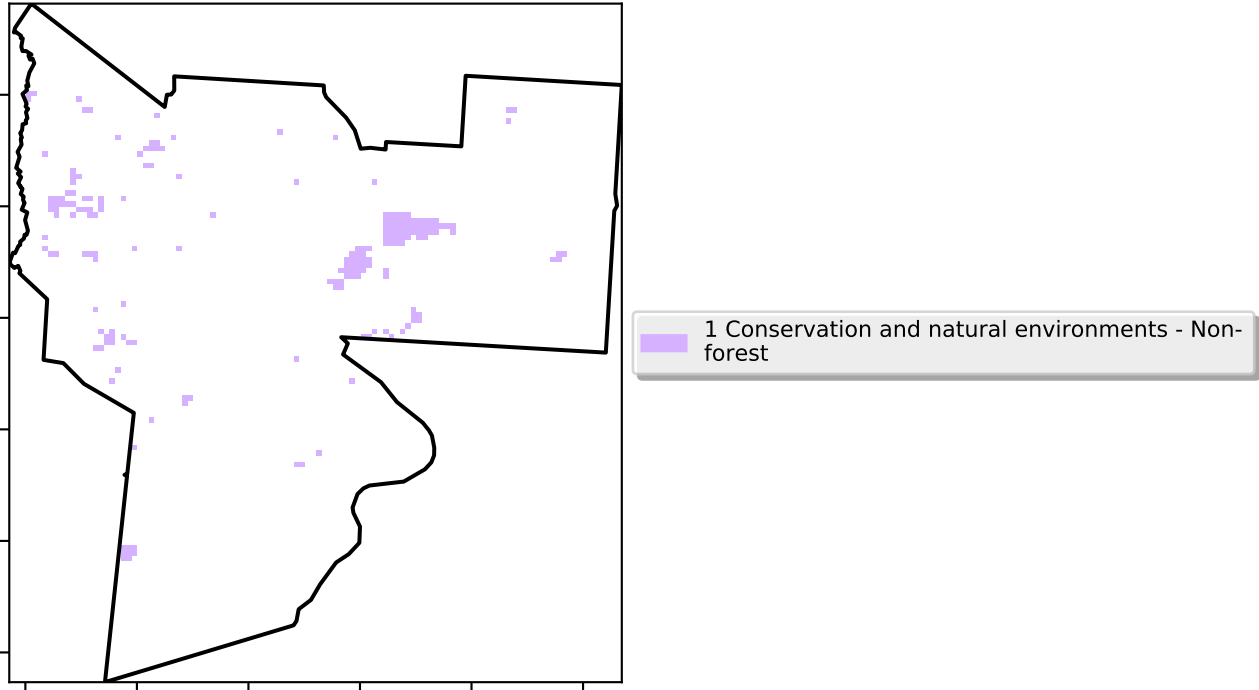 1 Conservation and natural environments - Non-
forest